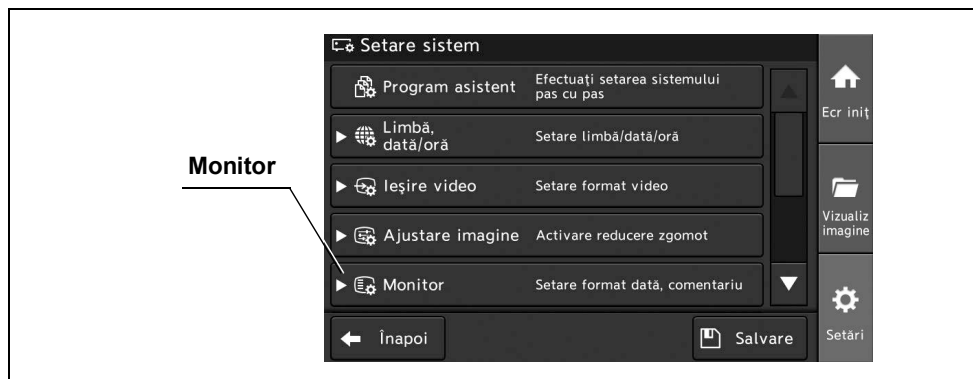 Setare sistem
Program asistent
Efectuați setarea sistemului
pas cu pas
Limbă,
dată/oră
Setare limbă/dată/oră
Ieșire video
Setare format video
Ajustare imagine
Activare reducere zgomot
Monitor
Setare format dată, comentariu
Înapoi
Salvare
Ecr iniț
Vizualiz
imagine
Setări
Monitor